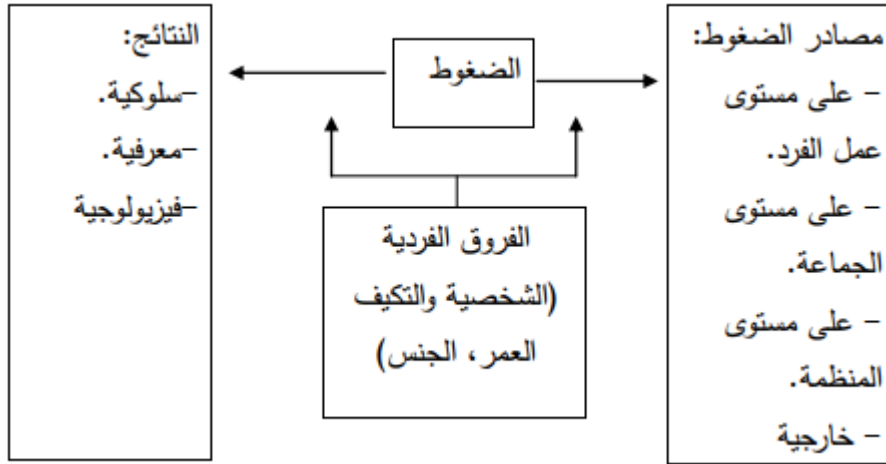 مصادر الضغوط:
- على مستوى
عمل الفرد.
- على مستوى
الجماعة.
- على مستوى
المنظمة.
- خارجية
الضغوط
الفروق الفردية
(الشخصية والتكيف
العمر، الجنس)
النتائج:
-سلوكية.
-معرفية.
-فيزيولوجية